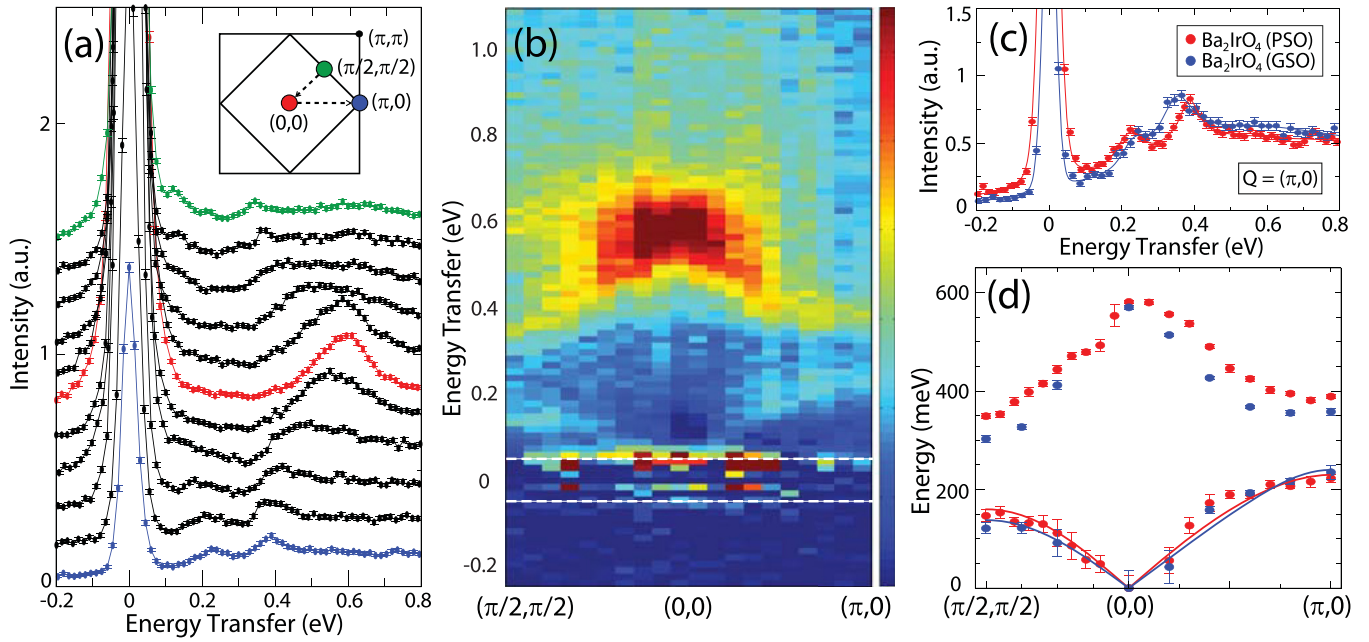 (a)
(π,π)
(π/2,π/2)
(π,0)
(0,0)
2
1
0
Intensity (a.u.)
-0.2 0 0.2 0.4 0.6 0.8
Energy Transfer (eV)
(b)
1.0
0.8
0.6
0.4
0.2
0
-0.2
Energy Transfer (eV)
(π/2,π/2) (0,0) (π,0)
(c)
1.5
1
0.5
0
Intensity (a.u.)
Ba2IrO4 (PSO)
Ba2IrO4 (GSO)
Q = (π,0)
-0.2 0 0.2 0.4 0.6 0.8
Energy Transfer (eV)
(d)
600
400
200
0
Energy (meV)
Ba2IrO4 (PSO)
Ba2IrO4 (GSO)
(π/2,π/2) (0,0) (π,0)